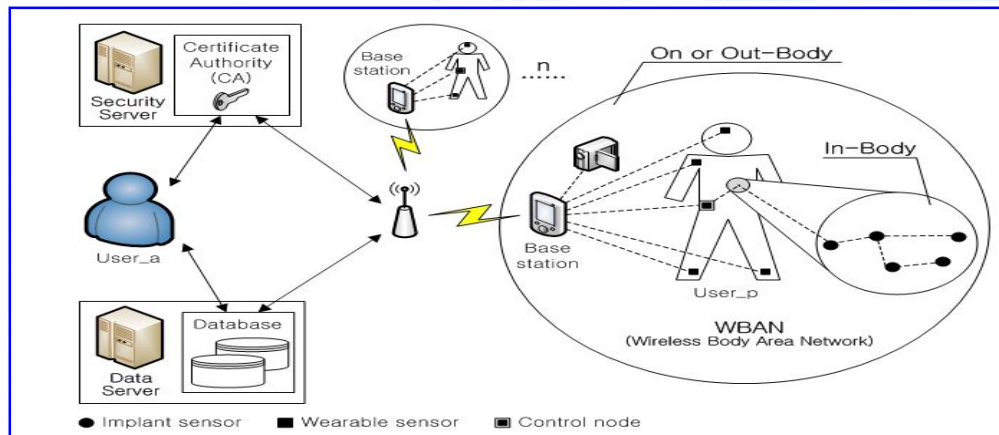 Certificate
Authority
(CA)
Security
Server
Base
station
n
On or Out-Body
In-Body
User_a
Base
station
User_p
WBAN
(Wireless Body Area Network)
Database
Data
Server
Implant sensor
Wearable sensor
Control node